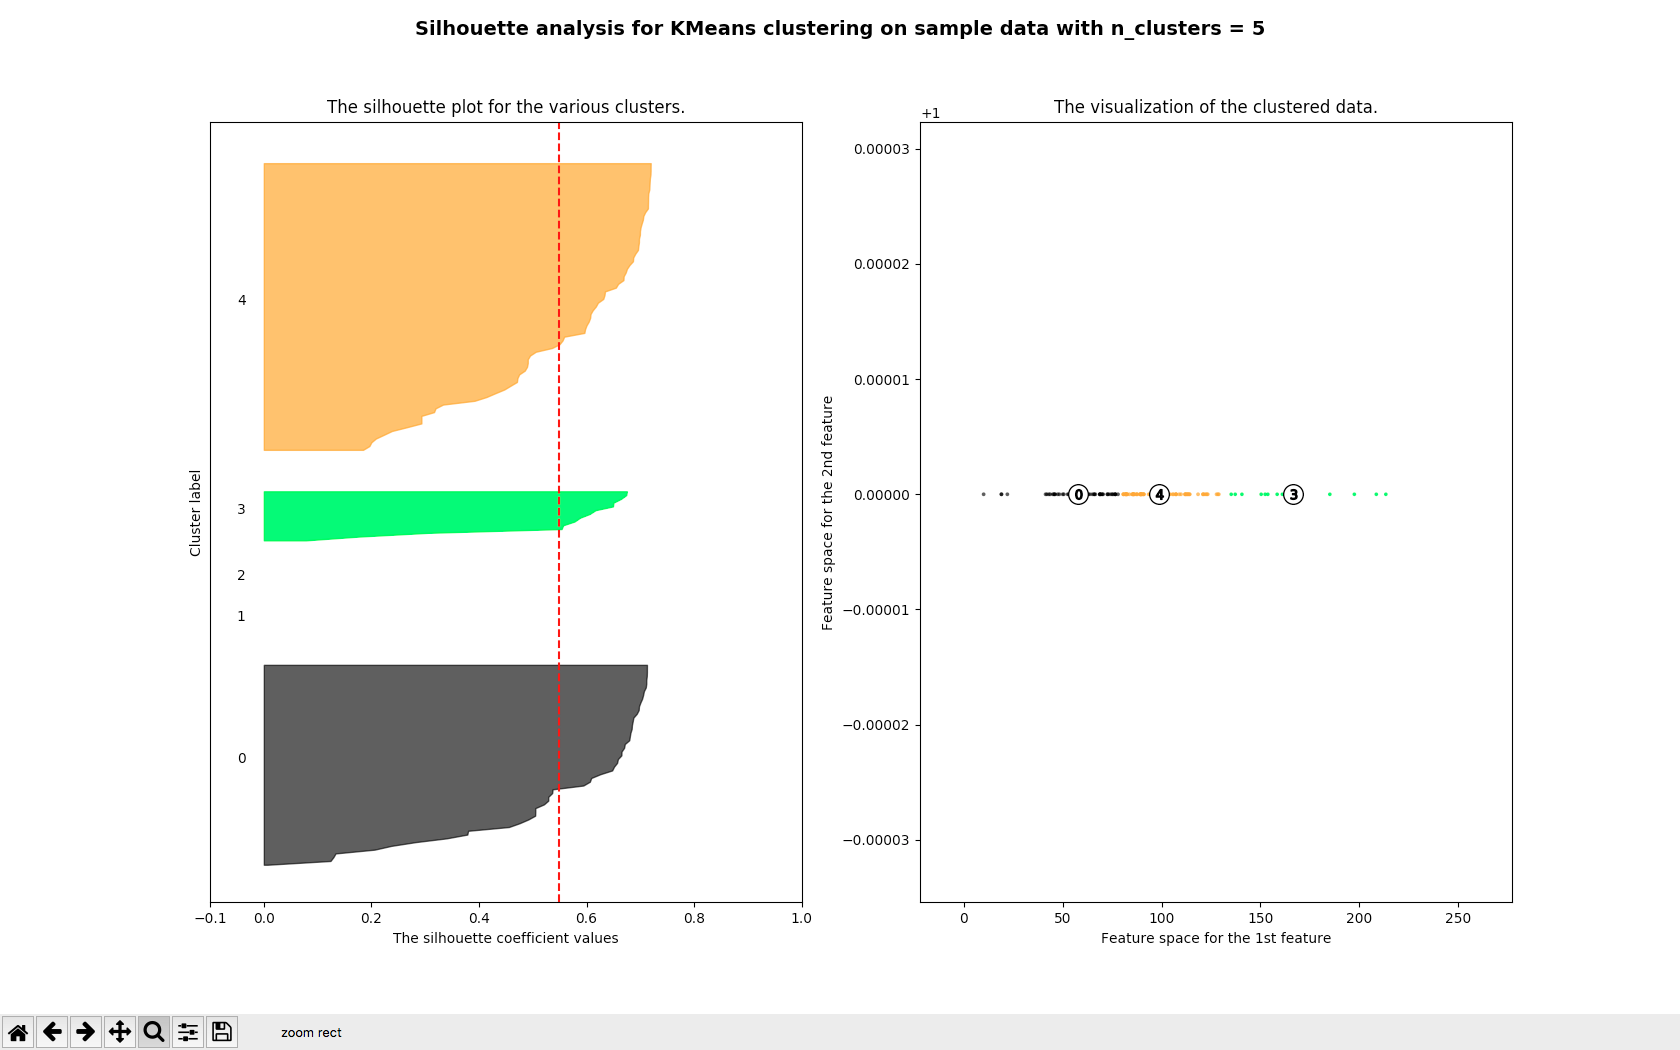 Silhouette analysis for KMeans clustering on sample data with n_clusters = 5
The silhouette plot for the various clusters.
4
3
2
1
0
Cluster label
−0.1 0.0 0.2 0.4 0.6 0.8 1.0
The silhouette coefficient values
The visualization of the clustered data.
+1
0.00003
0.00002
0.00001
0.00000
−0.00001
−0.00002
−0.00003
Feature space for the 2nd feature
0 4 3
0 50 100 150 200 250
Feature space for the 1st feature
zoom rect